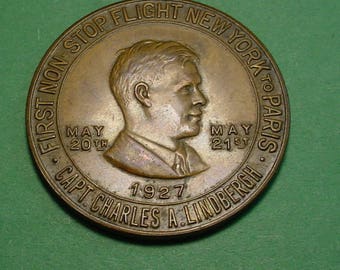 · FIRST NON STOP FLIGHT NEW YORK TO PARIS ·
MAY
20TH
MAY
21ST
1927
CAPT. CHARLES A. LINDBERGH